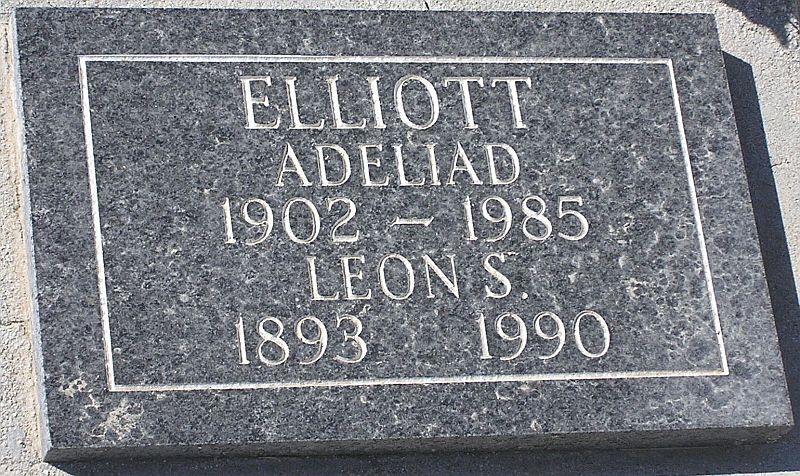 ELLIOTT
ADELIAD
1902 – 1985
LEON S.
1893 1990